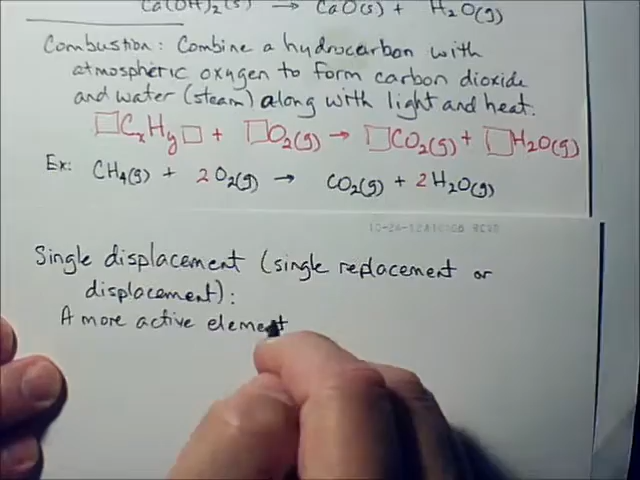 Ca(OH)₂(s) → CaO(s) + H₂O(g)
Combustion: Combine a hydrocarbon with
atmospheric oxygen to form carbon dioxide
and water (steam) along with light and heat.
□CₓHᵧ□ + □O₂(g) → □CO₂(g) + □H₂O(g)
Ex: CH₄(g) + 2O₂(g) → CO₂(g) + 2H₂O(g)
Single displacement (single replacement or
displacement):
A more active element